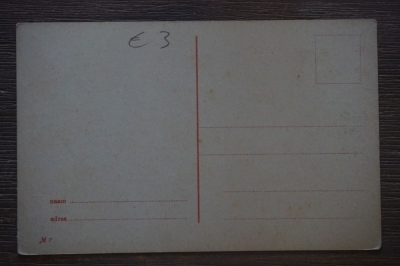 € 3
naam
adres